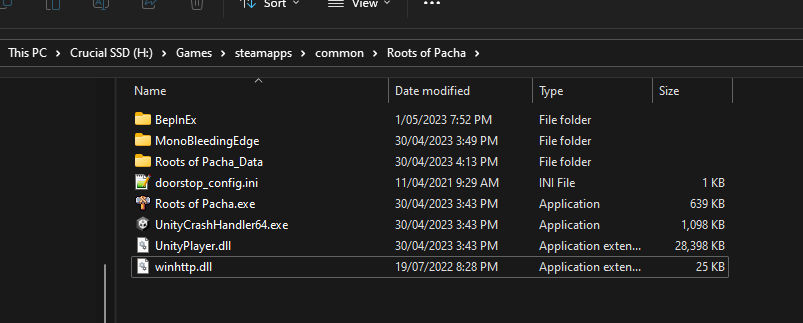 Sort View ...
This PC > Crucial SSD (H:) > Games > steamapps > common > Roots of Pacha >
Name Date modified Type Size
BepInEx 1/05/2023 7:52 PM File folder
MonoBleedingEdge 30/04/2023 3:49 PM File folder
Roots of Pacha_Data 30/04/2023 4:13 PM File folder
doorstop_config.ini 11/04/2021 9:29 AM INI File 1 KB
Roots of Pacha.exe 30/04/2023 3:43 PM Application 639 KB
UnityCrashHandler64.exe 30/04/2023 3:43 PM Application 1,098 KB
UnityPlayer.dll 30/04/2023 3:43 PM Application exten... 28,398 KB
winhttp.dll 19/07/2022 8:28 PM Application exten... 25 KB